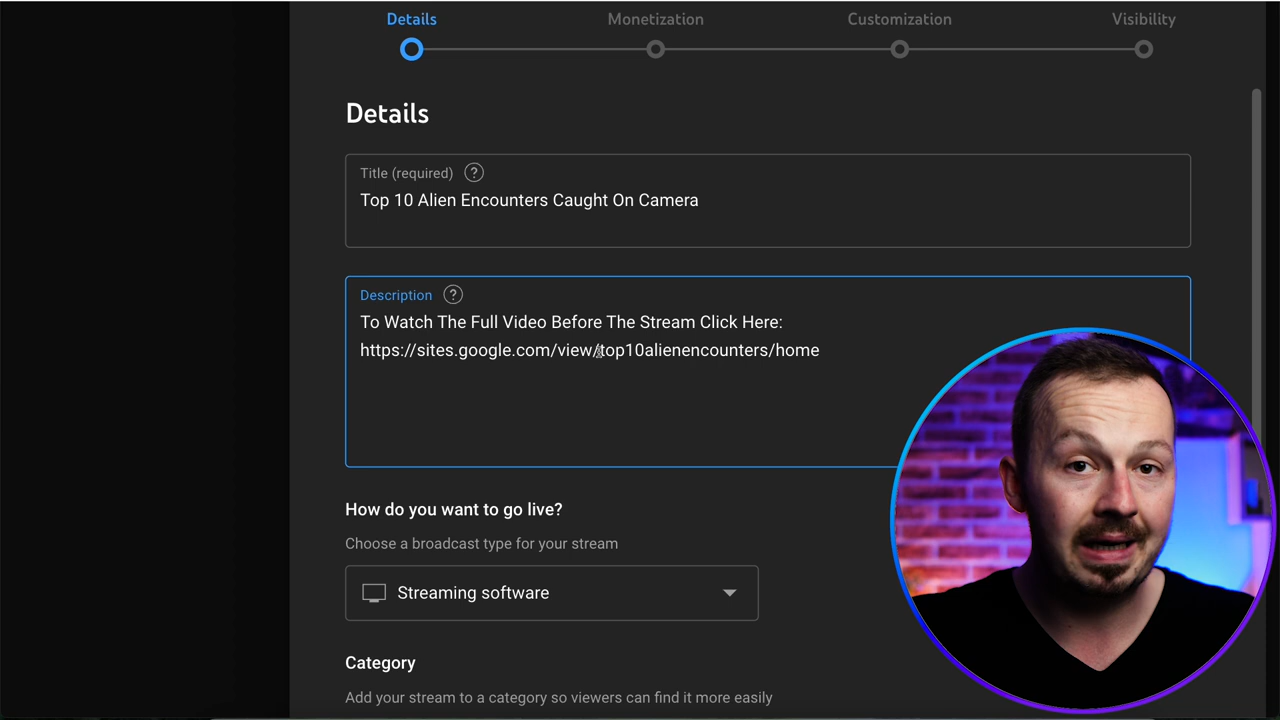 Details
Monetization
Customization
Visibility
Details
Title (required) ?
Top 10 Alien Encounters Caught On Camera
Description ?
To Watch The Full Video Before The Stream Click Here:
https://sites.google.com/view/top10alienencounters/home
How do you want to go live?
Choose a broadcast type for your stream
Streaming software
Category
Add your stream to a category so viewers can find it more easily